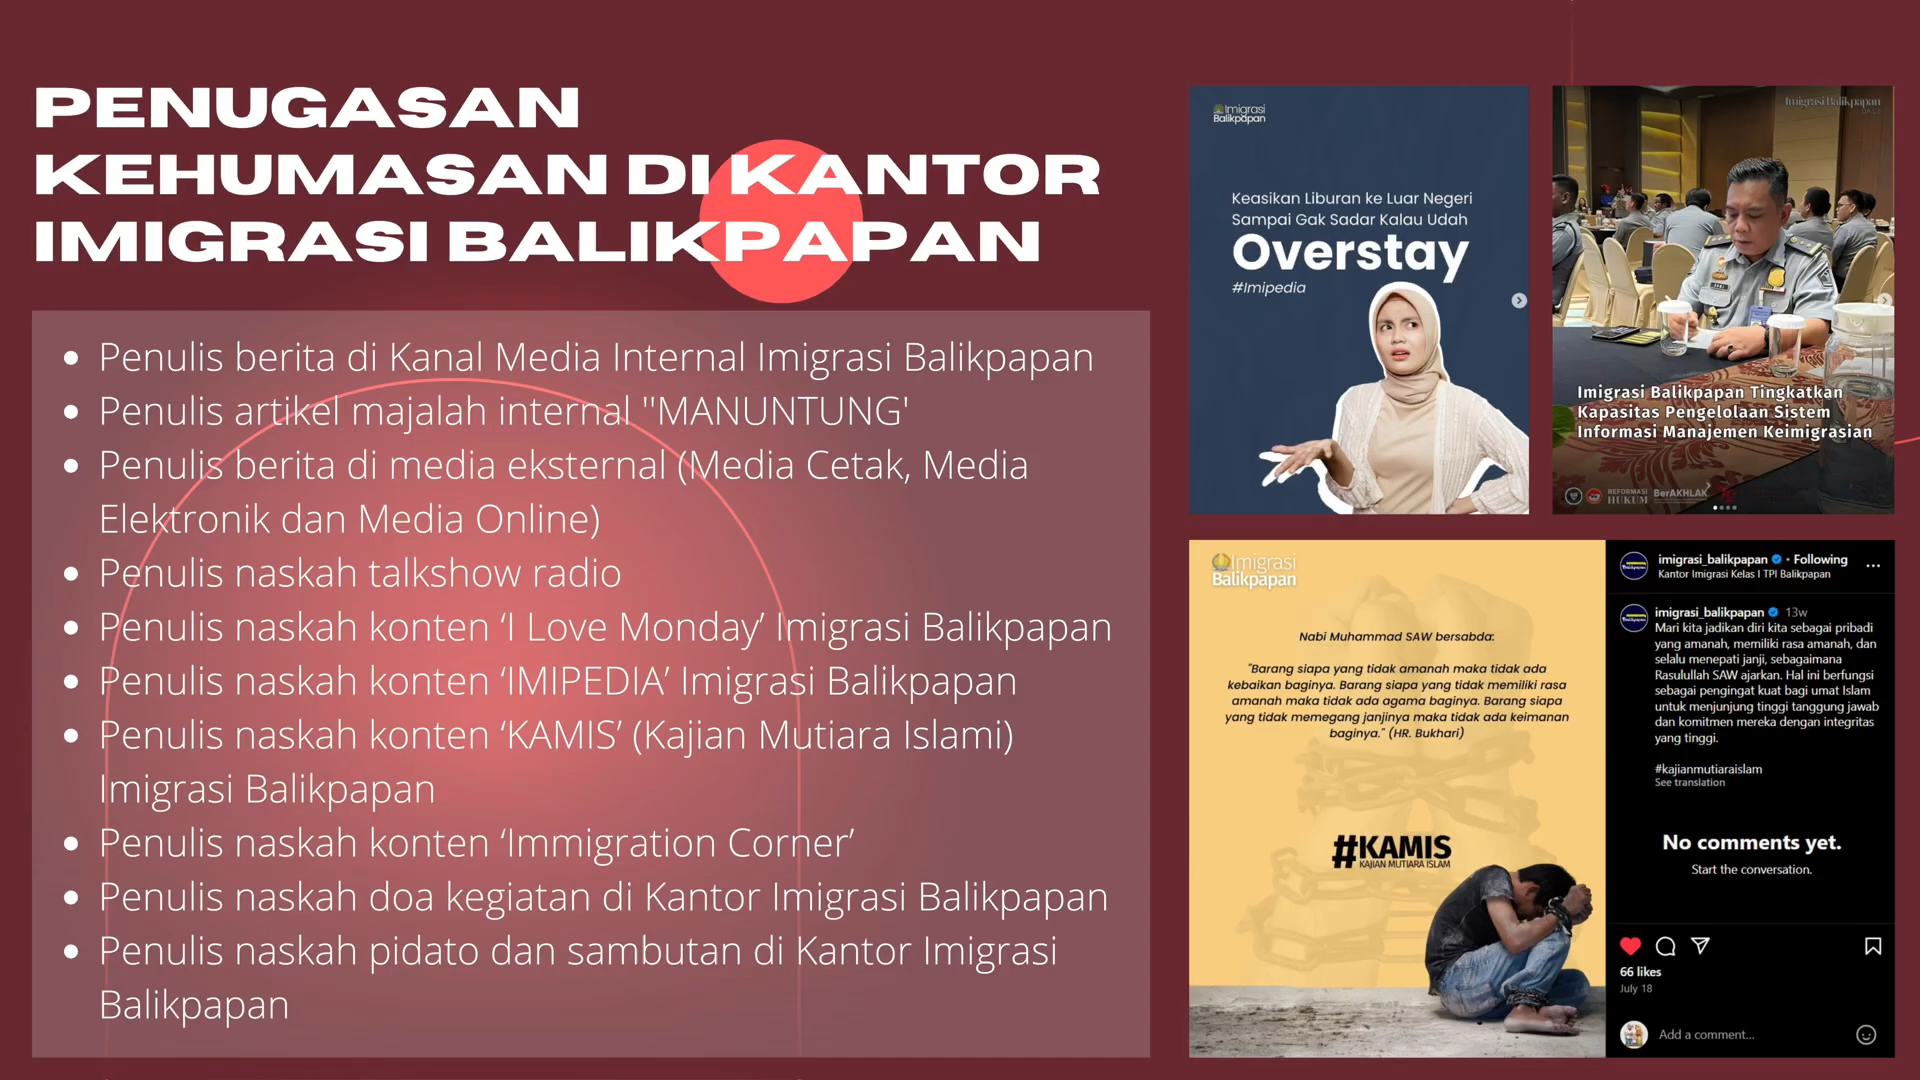 PENUGASAN
KEHUMASAN DI KANTOR
IMIGRASI BALIKPAPAN
• Penulis berita di Kanal Media Internal Imigrasi Balikpapan
• Penulis artikel majalah internal "MANUNTUNG'
• Penulis berita di media eksternal (Media Cetak, Media
Elektronik dan Media Online)
• Penulis naskah talkshow radio
• Penulis naskah konten ‘I Love Monday’ Imigrasi Balikpapan
• Penulis naskah konten ‘IMIPEDIA’ Imigrasi Balikpapan
• Penulis naskah konten ‘KAMIS’ (Kajian Mutiara Islami)
Imigrasi Balikpapan
• Penulis naskah konten ‘Immigration Corner’
• Penulis naskah doa kegiatan di Kantor Imigrasi Balikpapan
• Penulis naskah pidato dan sambutan di Kantor Imigrasi
Balikpapan
Imigrasi
Balikpapan
Keasikan Liburan ke Luar Negeri
Sampai Gak Sadar Kalau Udah
Overstay
#Imipedia
Imigrasi Balikpapan
Imigrasi Balikpapan Tingkatkan
Kapasitas Pengelolaan Sistem
Informasi Manajemen Keimigrasian
REFORMASI
HUKUM
BerAKHLAK
Imigrasi
Balikpapan
Nabi Muhammad SAW bersabda:
"Barang siapa yang tidak amanah maka tidak ada
kebaikan baginya. Barang siapa yang tidak memiliki rasa
amanah maka tidak ada agama baginya. Barang siapa
yang tidak memegang janjinya maka tidak ada keimanan
baginya." (HR. Bukhari)
#KAMIS
KAJIAN MUTIARA ISLAM
imigrasi_balikpapan • Following
Kantor Imigrasi Kelas I TPI Balikpapan
imigrasi_balikpapan 13w
Mari kita jadikan diri kita sebagai pribadi
yang amanah, memiliki rasa amanah, dan
selalu menepati janji, sebagaimana
Rasulullah SAW ajarkan. Hal ini berfungsi
sebagai pengingat kuat bagi umat Islam
untuk menjunjung tinggi tanggung jawab
dan komitmen mereka dengan integritas
yang tinggi.
#kajianmutiaraislam
See translation
No comments yet.
Start the conversation.
66 likes
July 18
Add a comment...